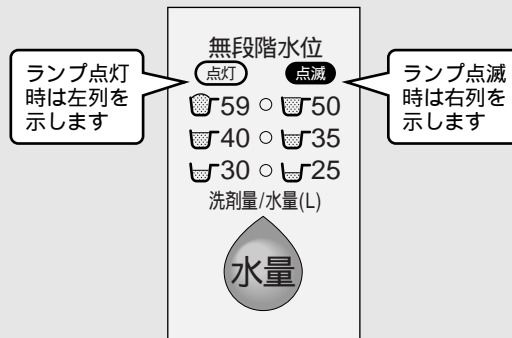 無段階水位
点灯 点滅
ランプ点灯
時は左列を
示します
ランプ点滅
時は右列を
示します
59 50
40 35
30 25
洗剤量/水量(L)
水量